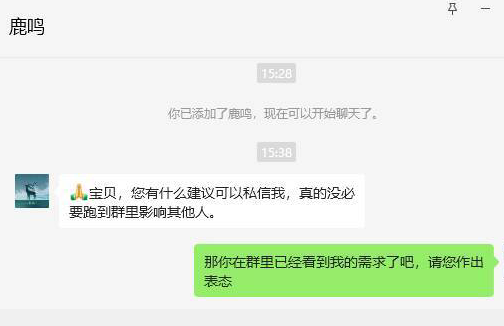 鹿鸣
15:28
你已添加了鹿鸣，现在可以开始聊天了。
15:38
🙏宝贝，您有什么建议可以私信我，真的没必
要跑到群里影响其他人。
那你在群里已经看到我的需求了吧，请您作出
表态